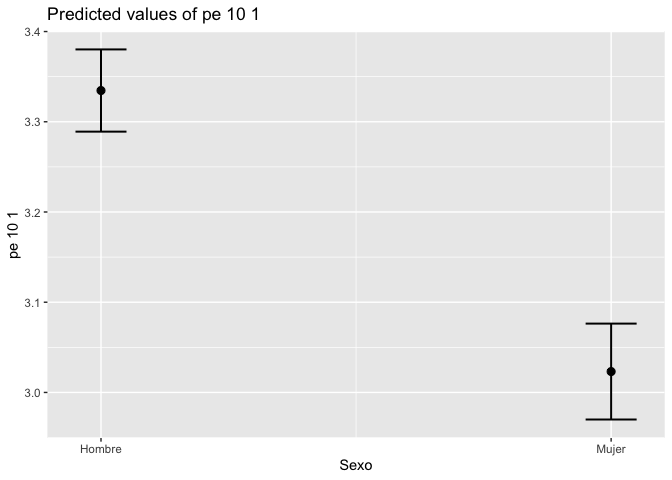 Predicted values of pe 10 1
3.4
3.3
3.2
3.1
3.0
pe 10 1
Hombre
Mujer
Sexo